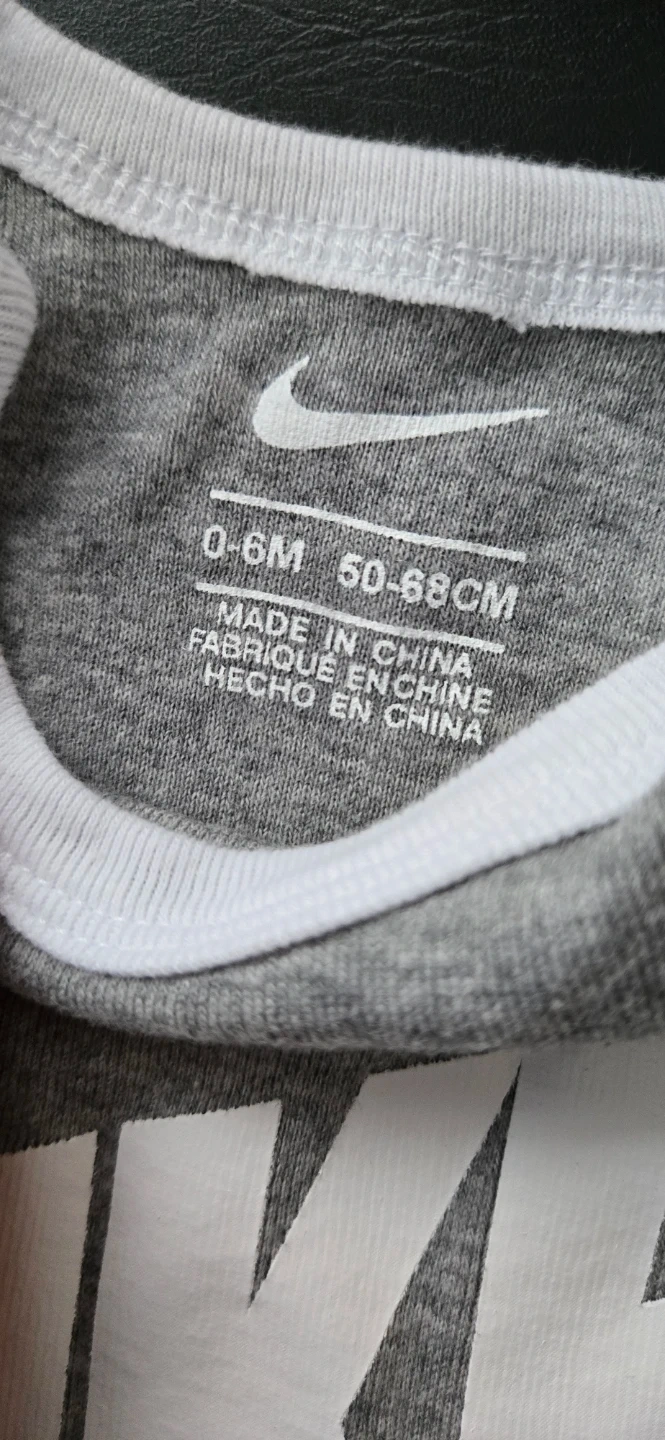 0-6M 50-68CM
MADE IN CHINA
FABRIQUÉ EN CHINE
HECHO EN CHINA